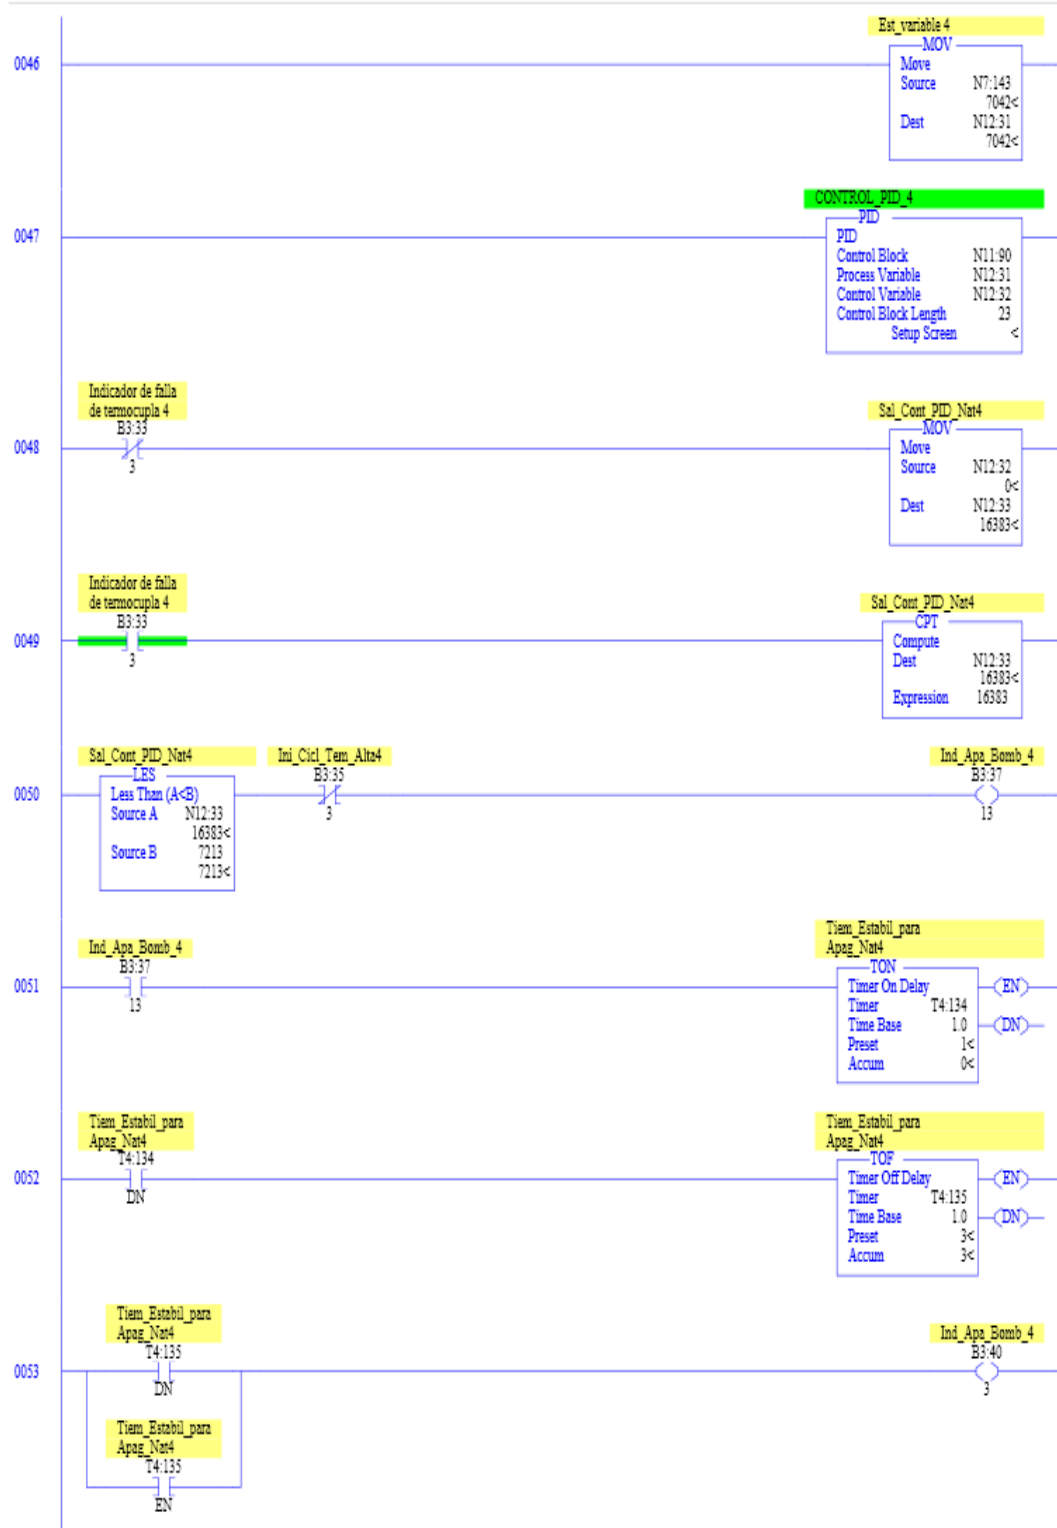 Est_variable 4
0046
MOV
Move
Source N7:143
7042<
Dest N12:31
7042<
CONTROL_PID_4
0047
PID
PID
Control Block N11:90
Process Variable N12:31
Control Variable N12:32
Control Block Length 23
Setup Screen <
Indicador de falla
de termocupla 4
B3:33
3
0048
Sal_Cont_PID_Nat4
MOV
Move
Source N12:32
0<
Dest N12:33
16383<
Indicador de falla
de termocupla 4
B3:33
3
0049
Sal_Cont_PID_Nat4
CPT
Compute
Dest N12:33
16383<
Expression 16383
Sal_Cont_PID_Nat4
LES
Less Than (A<B)
Source A N12:33
16383<
Source B 7213
7213<
0050
Ini_Cicl_Tem_Alta4
B3:35
3
Ind_Apa_Bomb_4
B3:37
13
Ind_Apa_Bomb_4
B3:37
13
0051
Tiem_Estabil_para
Apag_Nat4
TON
Timer On Delay
Timer T4:134
Time Base 1.0
Preset 1<
Accum 0<
EN
DN
Tiem_Estabil_para
Apag_Nat4
T4:134
DN
0052
Tiem_Estabil_para
Apag_Nat4
TOF
Timer Off Delay
Timer T4:135
Time Base 1.0
Preset 3<
Accum 3<
EN
DN
Tiem_Estabil_para
Apag_Nat4
T4:135
DN
0053
Tiem_Estabil_para
Apag_Nat4
T4:135
EN
Ind_Apa_Bomb_4
B3:40
3